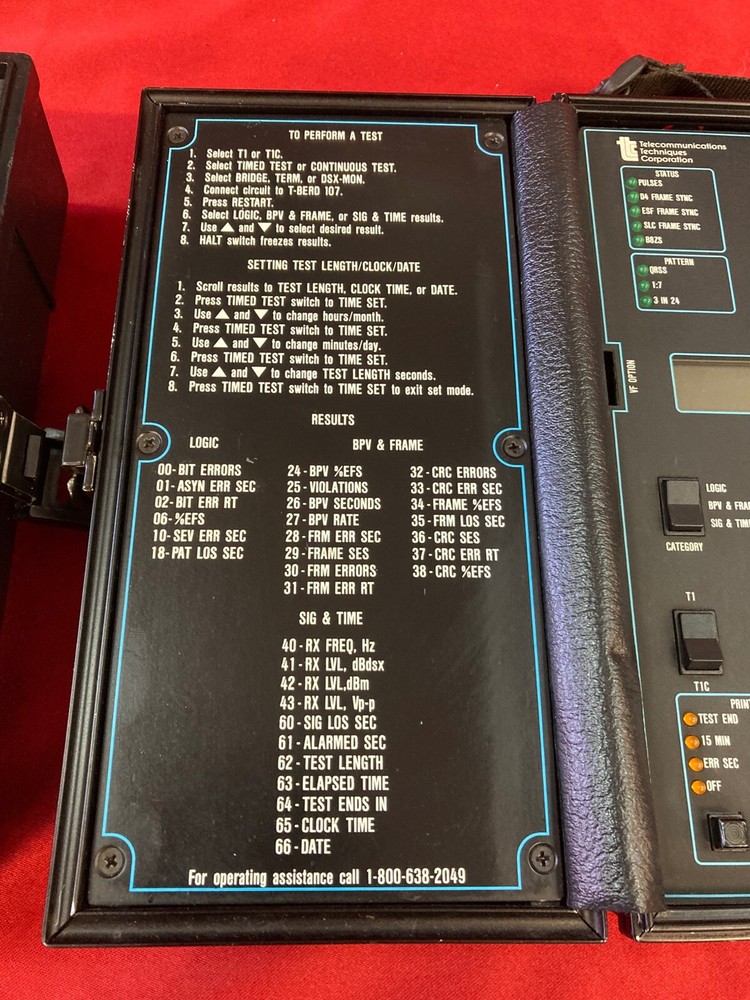 TO PERFORM A TEST
1. Select T1 or T1C.
2. Select TIMED TEST or CONTINUOUS TEST.
3. Select BRIDGE, TERM, or DSX-MON.
4. Connect circuit to T-BERD 107.
5. Press RESTART.
6. Select LOGIC, BPV & FRAME, or SIG & TIME results.
7. Use ▲ and ▼ to select desired result.
8. HALT switch freezes results.
SETTING TEST LENGTH/CLOCK/DATE
1. Scroll results to TEST LENGTH, CLOCK TIME, or DATE.
2. Press TIMED TEST switch to TIME SET.
3. Use ▲ and ▼ to change hours/month.
4. Press TIMED TEST switch to TIME SET.
5. Use ▲ and ▼ to change minutes/day.
6. Press TIMED TEST switch to TIME SET.
7. Use ▲ and ▼ to change TEST LENGTH seconds.
8. Press TIMED TEST switch to TIME SET to exit set mode.
RESULTS
LOGIC
00-BIT ERRORS
01-ASYN ERR SEC
02-BIT ERR RT
06-%EFS
10-SEV ERR SEC
18-PAT LOS SEC
BPV & FRAME
24-BPV %EFS
25-VIOLATIONS
26-BPV SECONDS
27-BPV RATE
28-FRM ERR SEC
29-FRAME SES
30-FRM ERRORS
31-FRM ERR RT
32-CRC ERRORS
33-CRC ERR SEC
34-FRAME %EFS
35-FRM LOS SEC
36-CRC SES
37-CRC ERR RT
38-CRC %EFS
SIG & TIME
40-RX FREQ, Hz
41-RX LVL, dBdsx
42-RX LVL,dBm
43-RX LVL, Vp-p
60-SIG LOS SEC
61-ALARMED SEC
62-TEST LENGTH
63-ELAPSED TIME
64-TEST ENDS IN
65-CLOCK TIME
66-DATE
For operating assistance call 1-800-638-2049
ttc
Telecommunications
Techniques
Corporation
STATUS
PULSES
D4 FRAME SYNC
ESF FRAME SYNC
SLC FRAME SYNC
B8ZS
PATTERN
QRSS
1:7
3 IN 24
VF OPTION
LOGIC
BPV & FRA
SIG & TIM
CATEGORY
T1
T1C
PRIN
TEST END
15 MIN
ERR SEC
OFF